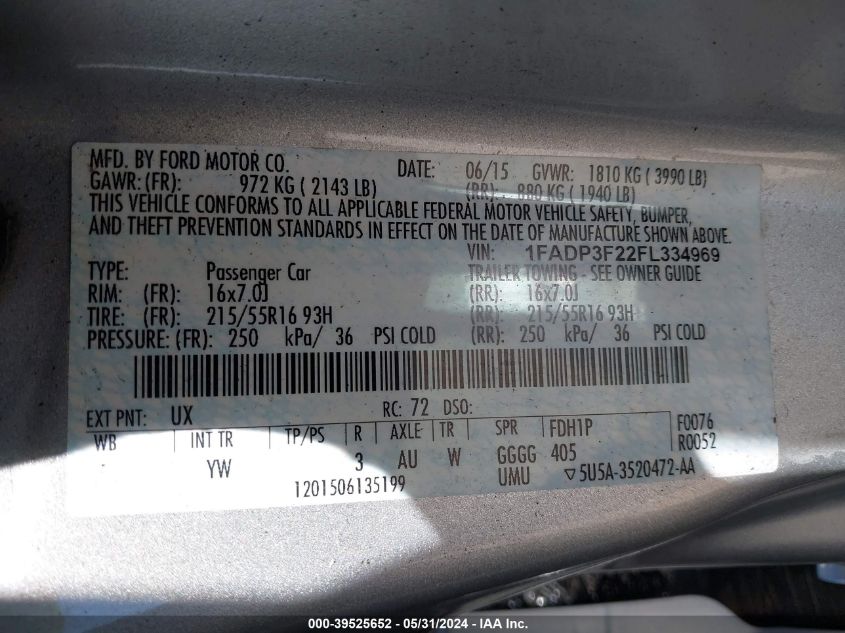 MFD. BY FORD MOTOR CO. DATE: 06/15 GVWR: 1810 KG ( 3990 LB)
GAWR: (FR): 972 KG ( 2143 LB) (RR): 880 KG ( 1940 LB)
THIS VEHICLE CONFORMS TO ALL APPLICABLE FEDERAL MOTOR VEHICLE SAFETY, BUMPER,
AND THEFT PREVENTION STANDARDS IN EFFECT ON THE DATE OF MANUFACTURE SHOWN ABOVE.
VIN: 1FADP3F22FL334969
TYPE: Passenger Car TRAILER TOWING - SEE OWNER GUIDE
RIM: (FR): 16x7.0J (RR): 16x7.0J
TIRE: (FR): 215/55R16 93H (RR): 215/55R16 93H
PRESSURE: (FR): 250 kPa/ 36 PSI COLD (RR): 250 kPa/ 36 PSI COLD
EXT PNT: UX RC: 72 DSO:
WB INT TR TP/PS R AXLE TR SPR FDH1P F0076
YW 3 AU W GGGG 405 R0052
1201506135199 UMU ▽5U5A-3520472-AA
000-39525652 - 05/31/2024 - IAAI Inc.